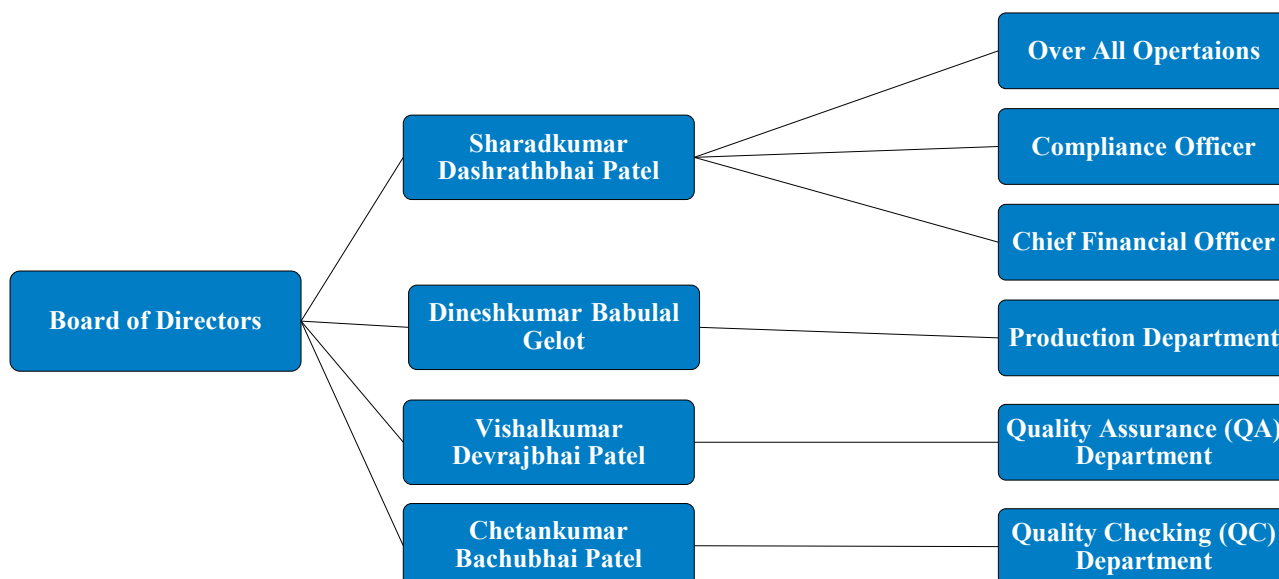 Board of Directors
Sharadkumar
Dashrathbhai Patel
Dineshkumar Babulal
Gelot
Vishalkumar
Devrajbhai Patel
Chetankumar
Bachubhai Patel
Over All Opertaions
Compliance Officer
Chief Financial Officer
Production Department
Quality Assurance (QA)
Department
Quality Checking (QC)
Department